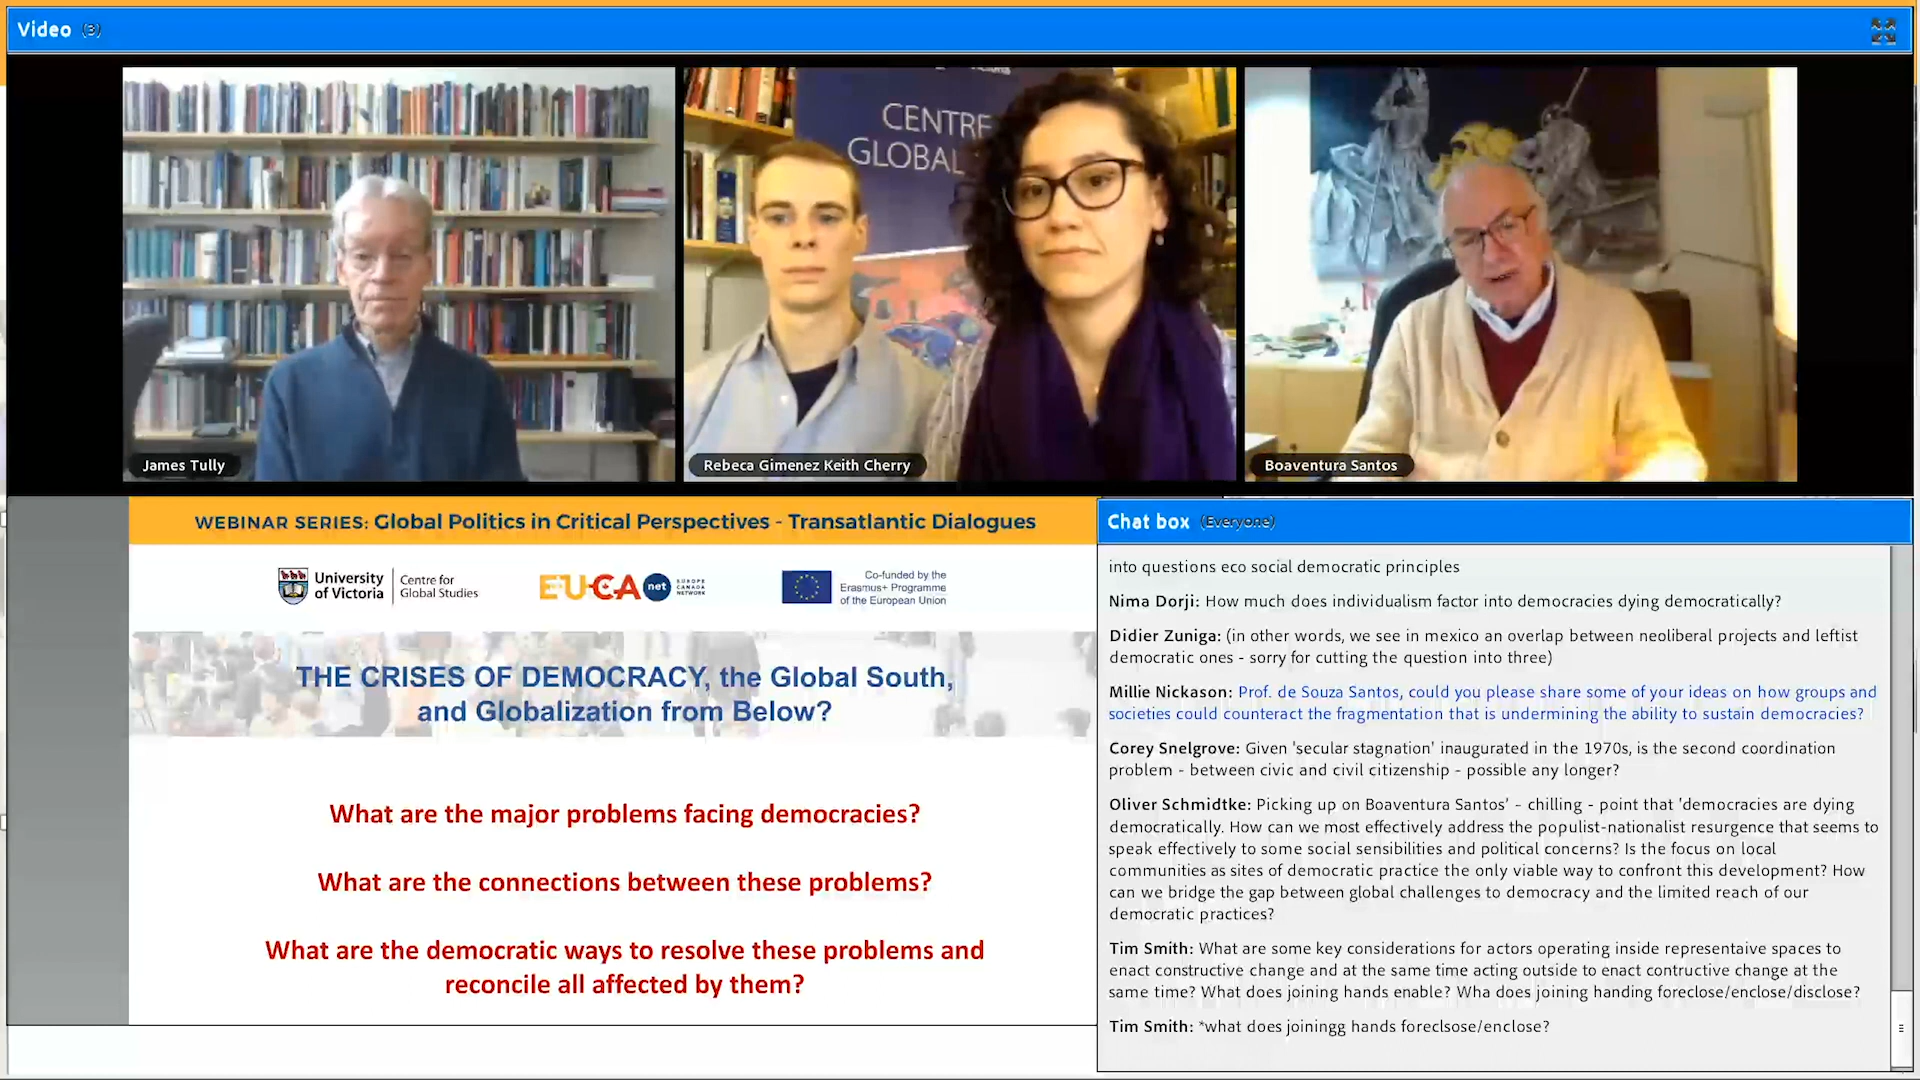 Video (3)
CENTRE
GLOBAL
James Tully
Rebeca Gimenez Keith Cherry
Boaventura Santos
WEBINAR SERIES: Global Politics in Critical Perspectives - Transatlantic Dialogues
University of Victoria
Centre for Global Studies
EUCAnet
EUROPE CANADA NETWORK
Co-funded by the
Erasmus+ Programme
of the European Union
THE CRISES OF DEMOCRACY, the Global South,
and Globalization from Below?
What are the major problems facing democracies?
What are the connections between these problems?
What are the democratic ways to resolve these problems and
reconcile all affected by them?
Chat box (Everyone)
into questions eco social democratic principles
Nima Dorji: How much does individualism factor into democracies dying democratically?
Didier Zuniga: (in other words, we see in mexico an overlap between neoliberal projects and leftist
democratic ones - sorry for cutting the question into three)
Millie Nickason: Prof. de Souza Santos, could you please share some of your ideas on how groups and
societies could counteract the fragmentation that is undermining the ability to sustain democracies?
Corey Snelgrove: Given 'secular stagnation' inaugurated in the 1970s, is the second coordination
problem - between civic and civil citizenship - possible any longer?
Oliver Schmidtke: Picking up on Boaventura Santos' - chilling - point that 'democracies are dying
democratically. How can we most effectively address the populist-nationalist resurgence that seems to
speak effectively to some social sensibilities and political concerns? Is the focus on local
communities as sites of democratic practice the only viable way to confront this development? How
can we bridge the gap between global challenges to democracy and the limited reach of our
democratic practices?
Tim Smith: What are some key considerations for actors operating inside representaive spaces to
enact constructive change and at the same time acting outside to enact contructive change at the
same time? What does joining hands enable? Wha does joining handing foreclose/enclose/disclose?
Tim Smith: *what does joiningg hands foreclsose/enclose?